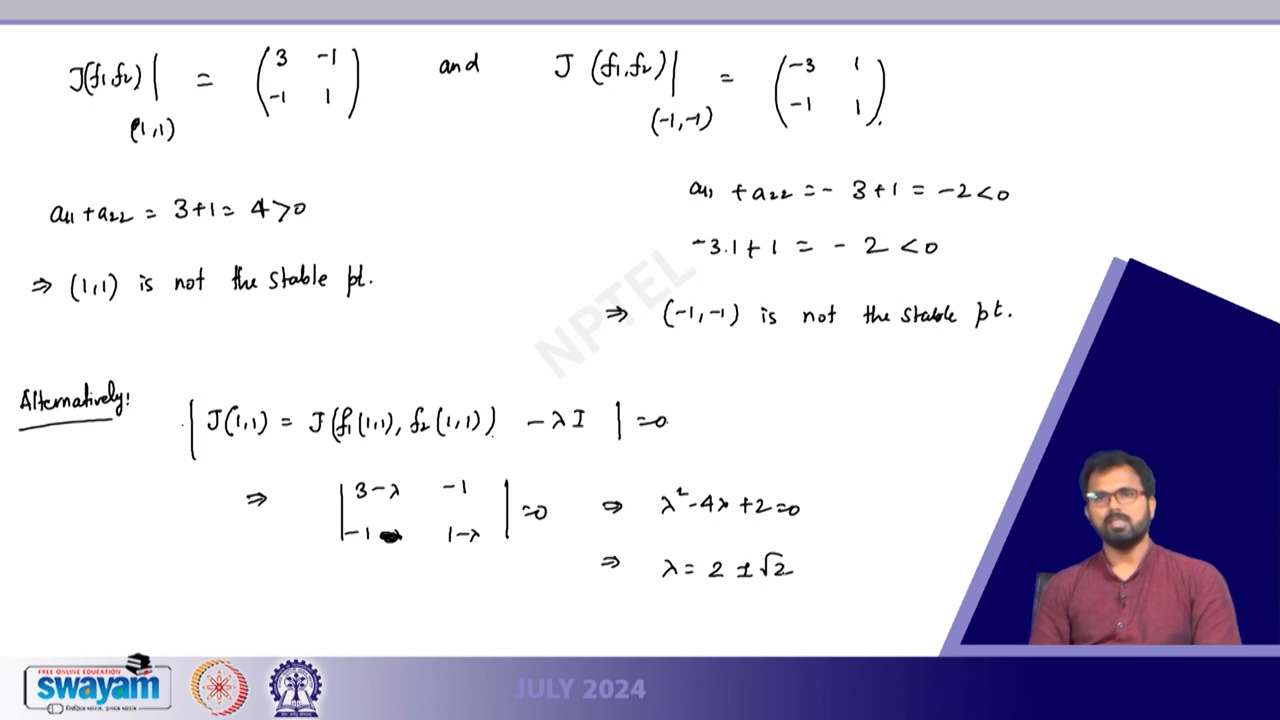 J(f₁,f₂)|(1,1) = (3 -1; -1 1) and J (f₁,f₂)|(-1,-1) = (-3 1; -1 1).
a₁₁ + a₂₂ = 3+1 = 4 > 0
⇒ (1,1) is not the stable pt.
a₁₁ + a₂₂ = - 3+1 = -2 < 0
-3.1 + 1 = - 2 < 0
⇒ (-1,-1) is not the stable pt.
NPTEL
Alternatively:
| J(1,1) = J(f₁(1,1), f₂(1,1)) - λI | = 0
⇒ |3-λ -1; -1 1-λ| = 0 ⇒ λ² - 4λ + 2 = 0
⇒ λ = 2 ± √2
FREE ONLINE EDUCATION
swayam
JULY 2024